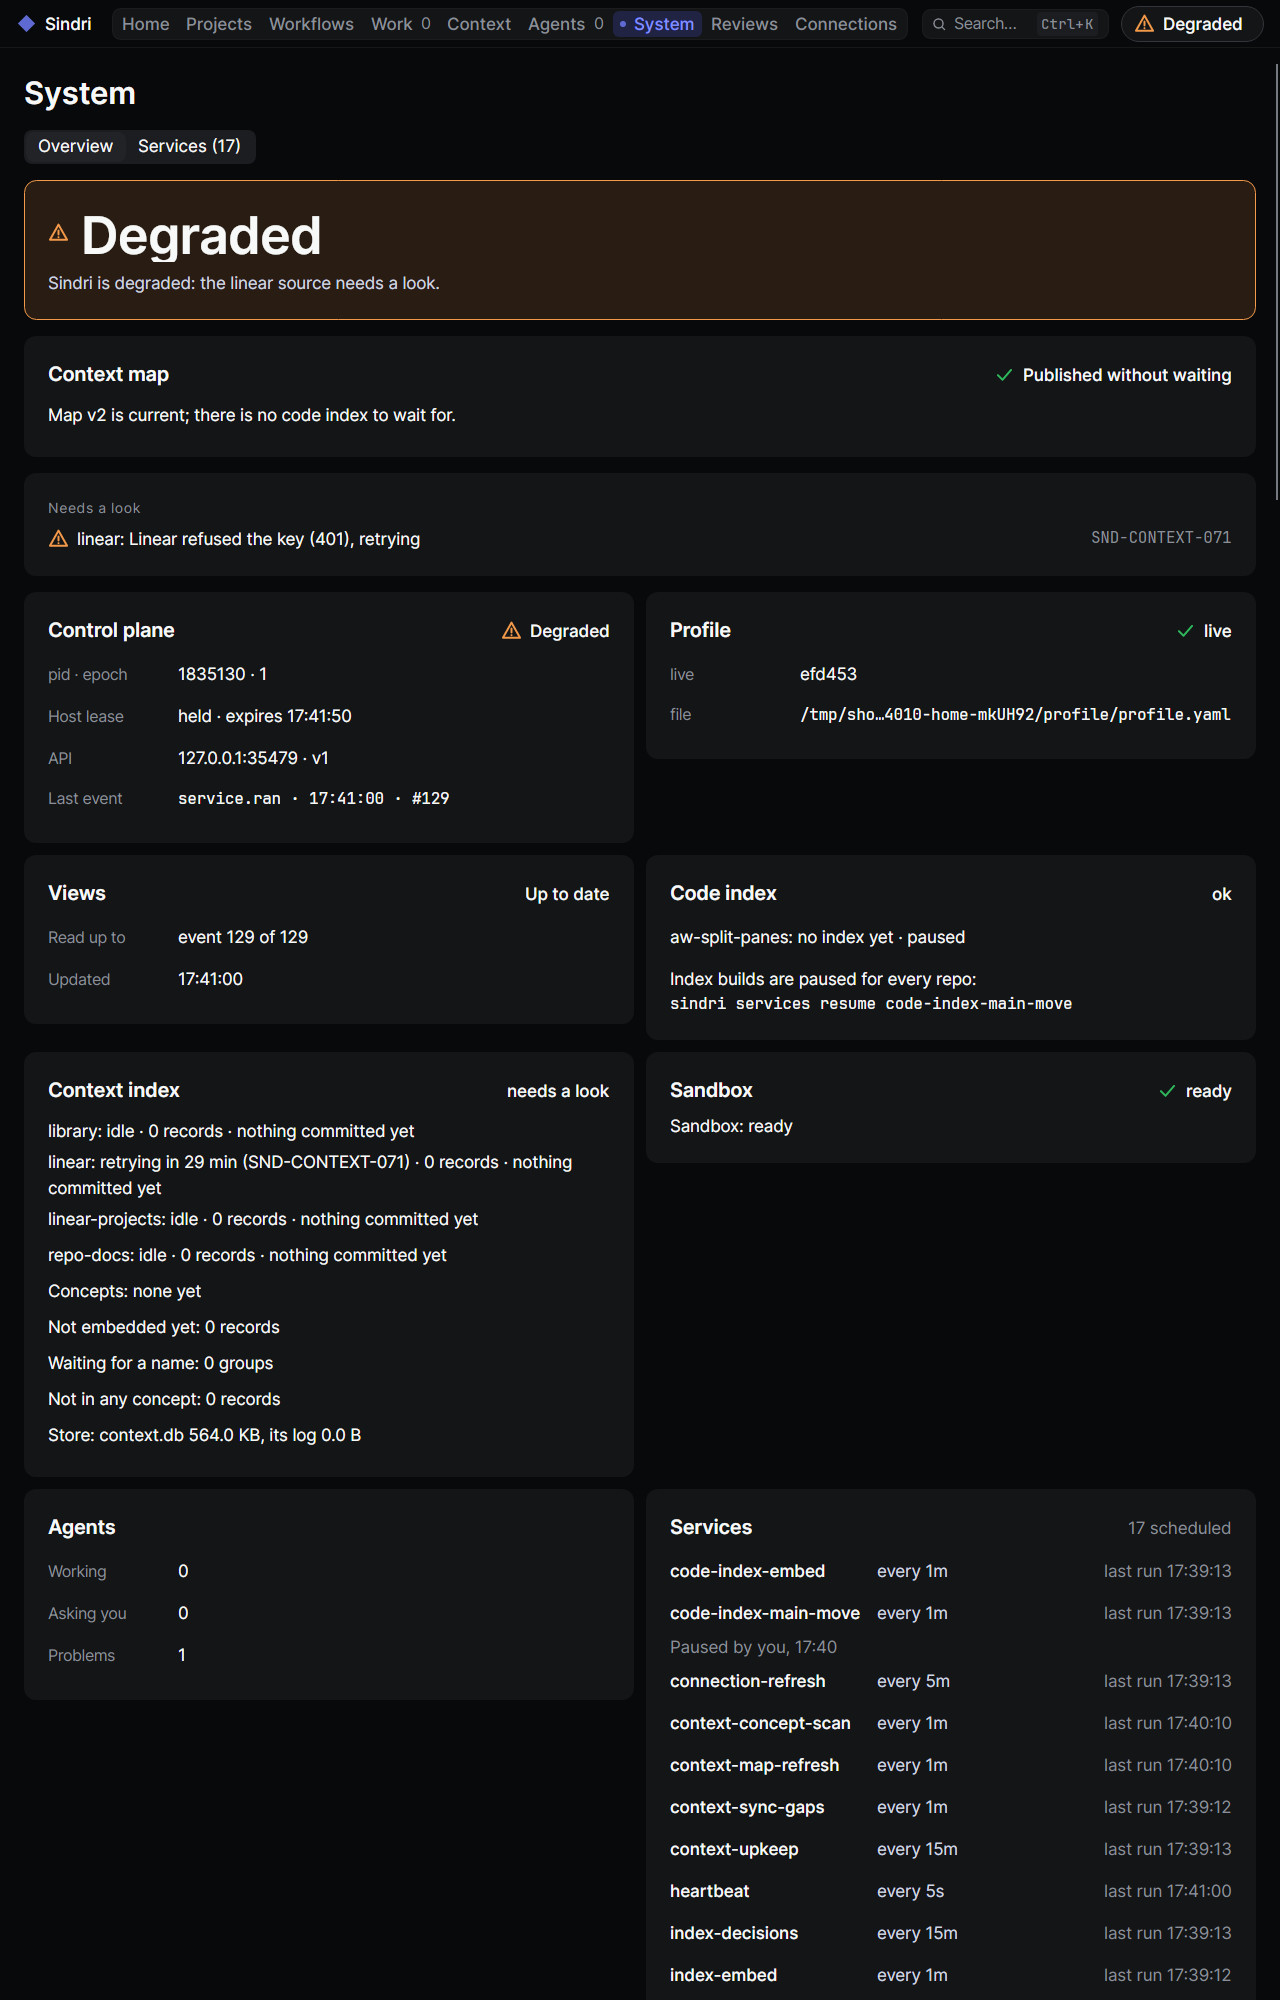 Sindri
Home Projects Workflows Work 0 Context Agents 0 System Reviews Connections
Search... Ctrl+K
Degraded
System
Overview
Services (17)
Degraded
Sindri is degraded: the linear source needs a look.
Context map
Published without waiting
Map v2 is current; there is no code index to wait for.
Needs a look
linear: Linear refused the key (401), retrying
SND-CONTEXT-071
Control plane
Degraded
pid · epoch 1835130 · 1
Host lease held · expires 17:41:50
API 127.0.0.1:35479 · v1
Last event service.ran · 17:41:00 · #129
Profile
live
live efd453
file /tmp/sho…4010-home-mkUH92/profile/profile.yaml
Views
Up to date
Read up to event 129 of 129
Updated 17:41:00
Code index
ok
aw-split-panes: no index yet · paused
Index builds are paused for every repo:
sindri services resume code-index-main-move
Context index
needs a look
library: idle · 0 records · nothing committed yet
linear: retrying in 29 min (SND-CONTEXT-071) · 0 records · nothing
committed yet
linear-projects: idle · 0 records · nothing committed yet
repo-docs: idle · 0 records · nothing committed yet
Concepts: none yet
Not embedded yet: 0 records
Waiting for a name: 0 groups
Not in any concept: 0 records
Store: context.db 564.0 KB, its log 0.0 B
Sandbox
ready
Sandbox: ready
Agents
Working 0
Asking you 0
Problems 1
Services
17 scheduled
code-index-embed every 1m last run 17:39:13
code-index-main-move every 1m last run 17:39:13
Paused by you, 17:40
connection-refresh every 5m last run 17:39:13
context-concept-scan every 1m last run 17:40:10
context-map-refresh every 1m last run 17:40:10
context-sync-gaps every 1m last run 17:39:12
context-upkeep every 15m last run 17:39:13
heartbeat every 5s last run 17:41:00
index-decisions every 15m last run 17:39:13
index-embed every 1m last run 17:39:12